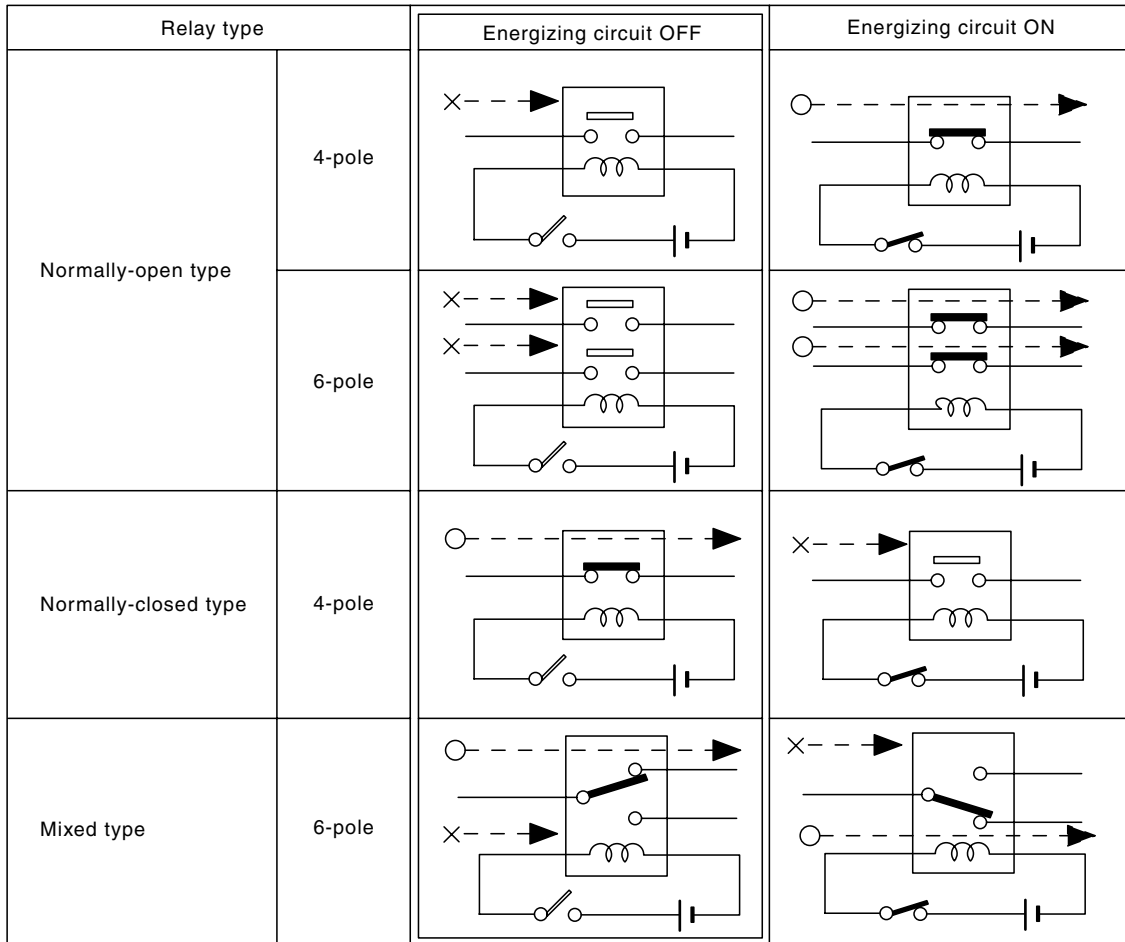 Relay type
Energizing circuit OFF
Energizing circuit ON
Normally-open type
4-pole
6-pole
Normally-closed type
4-pole
Mixed type
6-pole